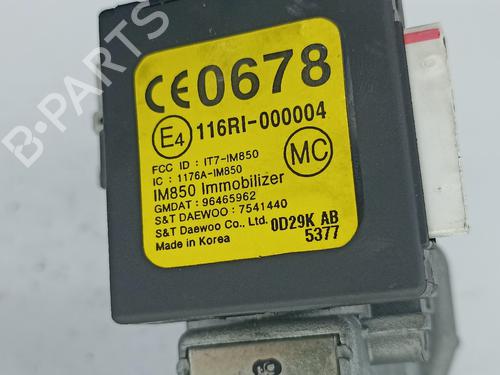 CE0678
E4 116RI-000004
FCC ID : IT7-IM850
IC : 1176A-IM850
MC
IM850 Immobilizer
GMDAT : 96465962
S&T DAEWOO : 7541440
S&T Daewoo Co., Ltd. 0D29K AB
Made in Korea 5377
B-PARTS